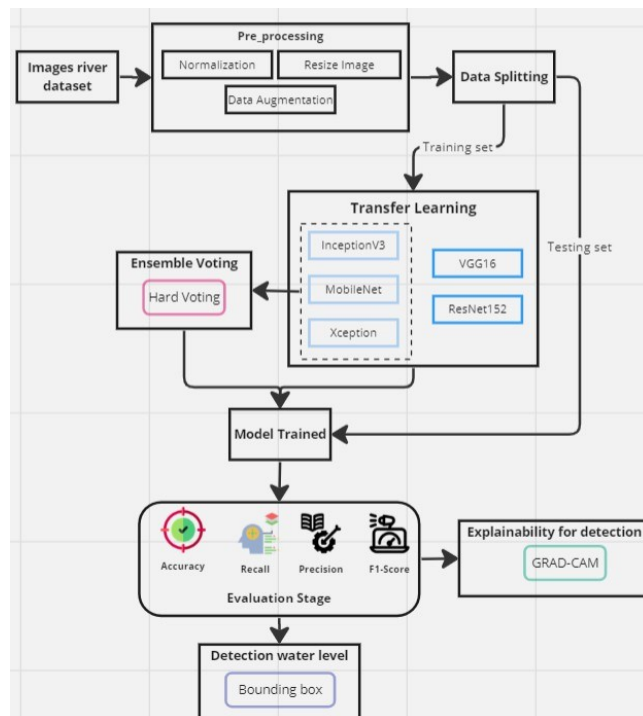 Pre_processing
Images river
dataset
Normalization
Resize Image
Data Augmentation
Data Splitting
Training set
Testing set
Transfer Learning
InceptionV3
MobileNet
Xception
VGG16
ResNet152
Ensemble Voting
Hard Voting
Model Trained
Accuracy
Recall
Precision
F1-Score
Evaluation Stage
Explainability for detection
GRAD-CAM
Detection water level
Bounding box